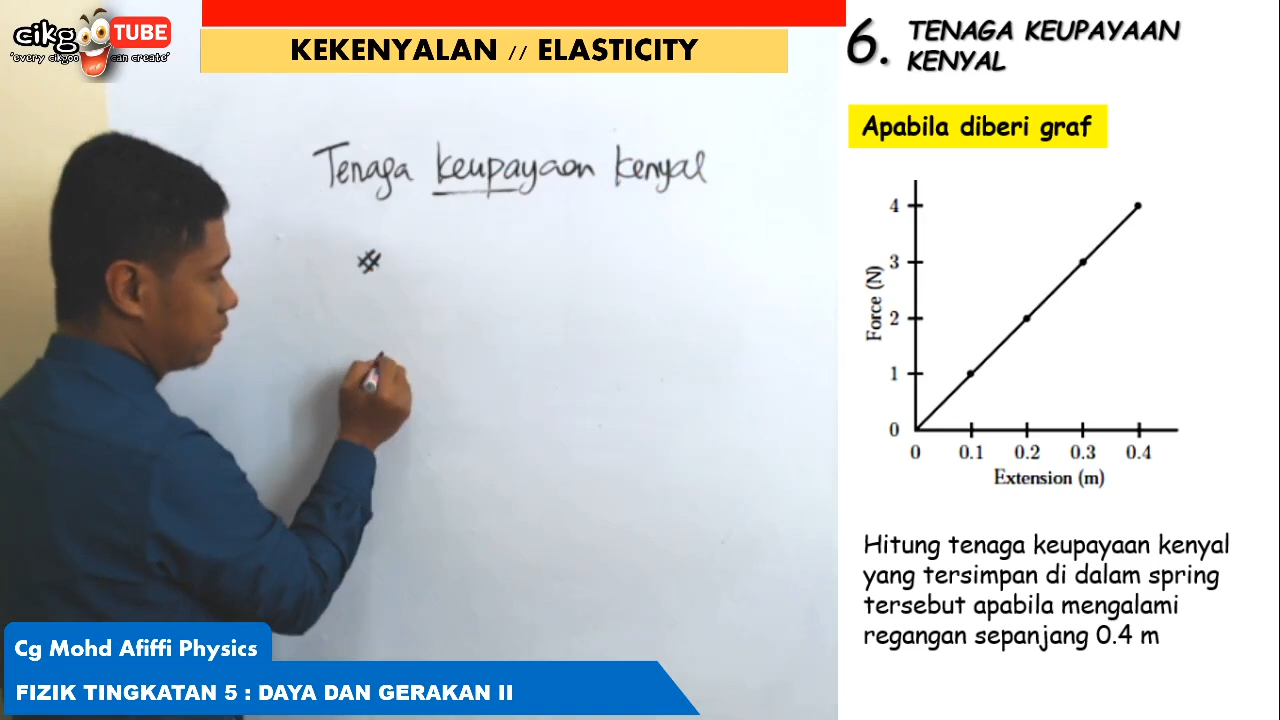 cikgooTUBE
'every cikgoo can create'
KEKENYALAN // ELASTICITY
Tenaga keupayaan kenyal
#
Cg Mohd Afiffi Physics
FIZIK TINGKATAN 5 : DAYA DAN GERAKAN II
6. TENAGA KEUPAYAAN
KENYAL
Apabila diberi graf
4
3
2
1
0
Force (N)
0 0.1 0.2 0.3 0.4
Extension (m)
Hitung tenaga keupayaan kenyal
yang tersimpan di dalam spring
tersebut apabila mengalami
regangan sepanjang 0.4 m